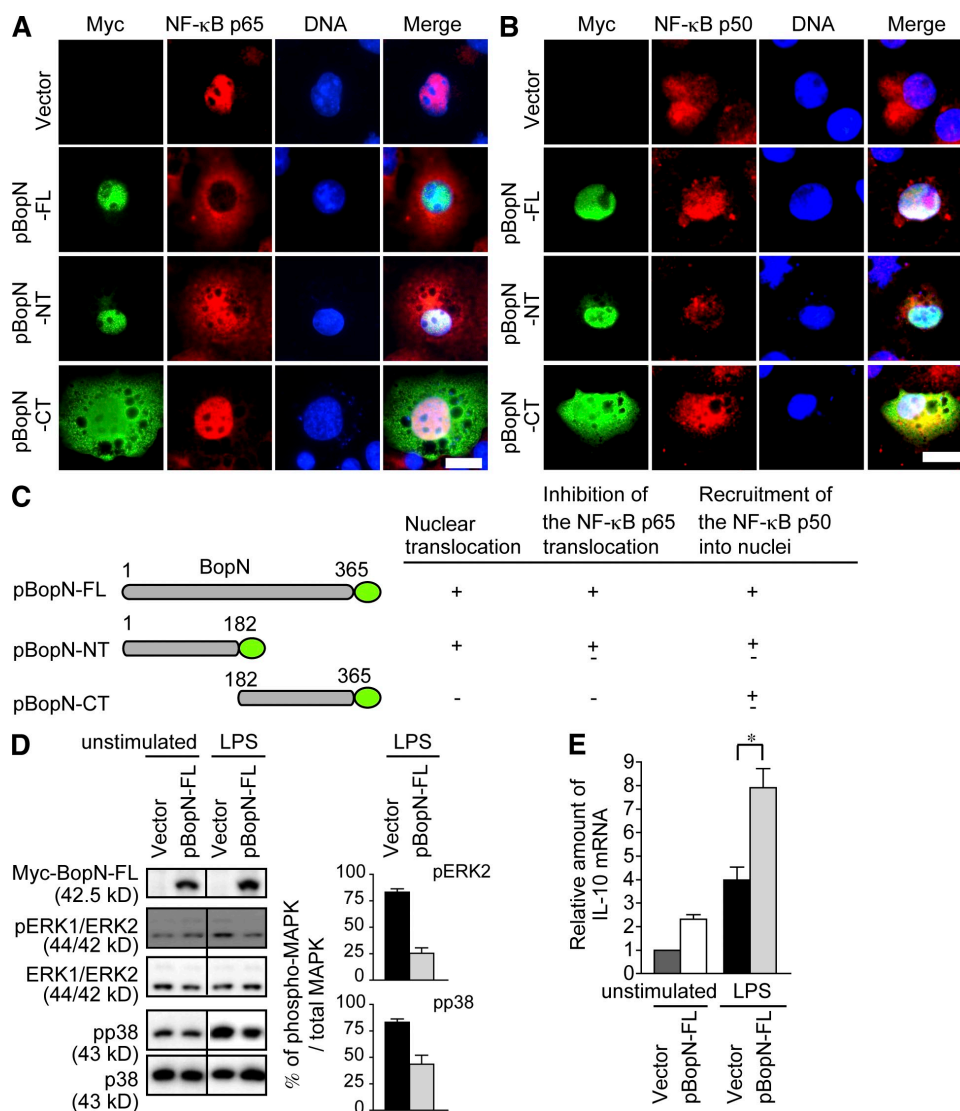 A
Myc NF-κB p65 DNA Merge
Vector
pBopN
-FL
pBopN
-NT
pBopN
-CT
B
Myc NF-κB p50 DNA Merge
Vector
pBopN
-FL
pBopN
-NT
pBopN
-CT
C
Nuclear
translocation
Inhibition of
the NF-κB p65
translocation
Recruitment of
the NF-κB p50
into nuclei
1 BopN 365
pBopN-FL + + +
1 182
pBopN-NT + ± ±
182 365
pBopN-CT - - ±
D
unstimulated LPS
Vector pBopN-FL Vector pBopN-FL
Myc-BopN-FL
(42.5 kD)
pERK1/ERK2
(44/42 kD)
ERK1/ERK2
(44/42 kD)
pp38
(43 kD)
p38
(43 kD)
LPS
Vector pBopN-FL
% of phospho-MAPK
/ total MAPK
pERK2
100
75
50
25
0
pp38
100
75
50
25
0
E
Relative amount of
IL-10 mRNA
9
8
7
6
5
4
3
2
1
0
*
unstimulated LPS
Vector pBopN-FL Vector pBopN-FL